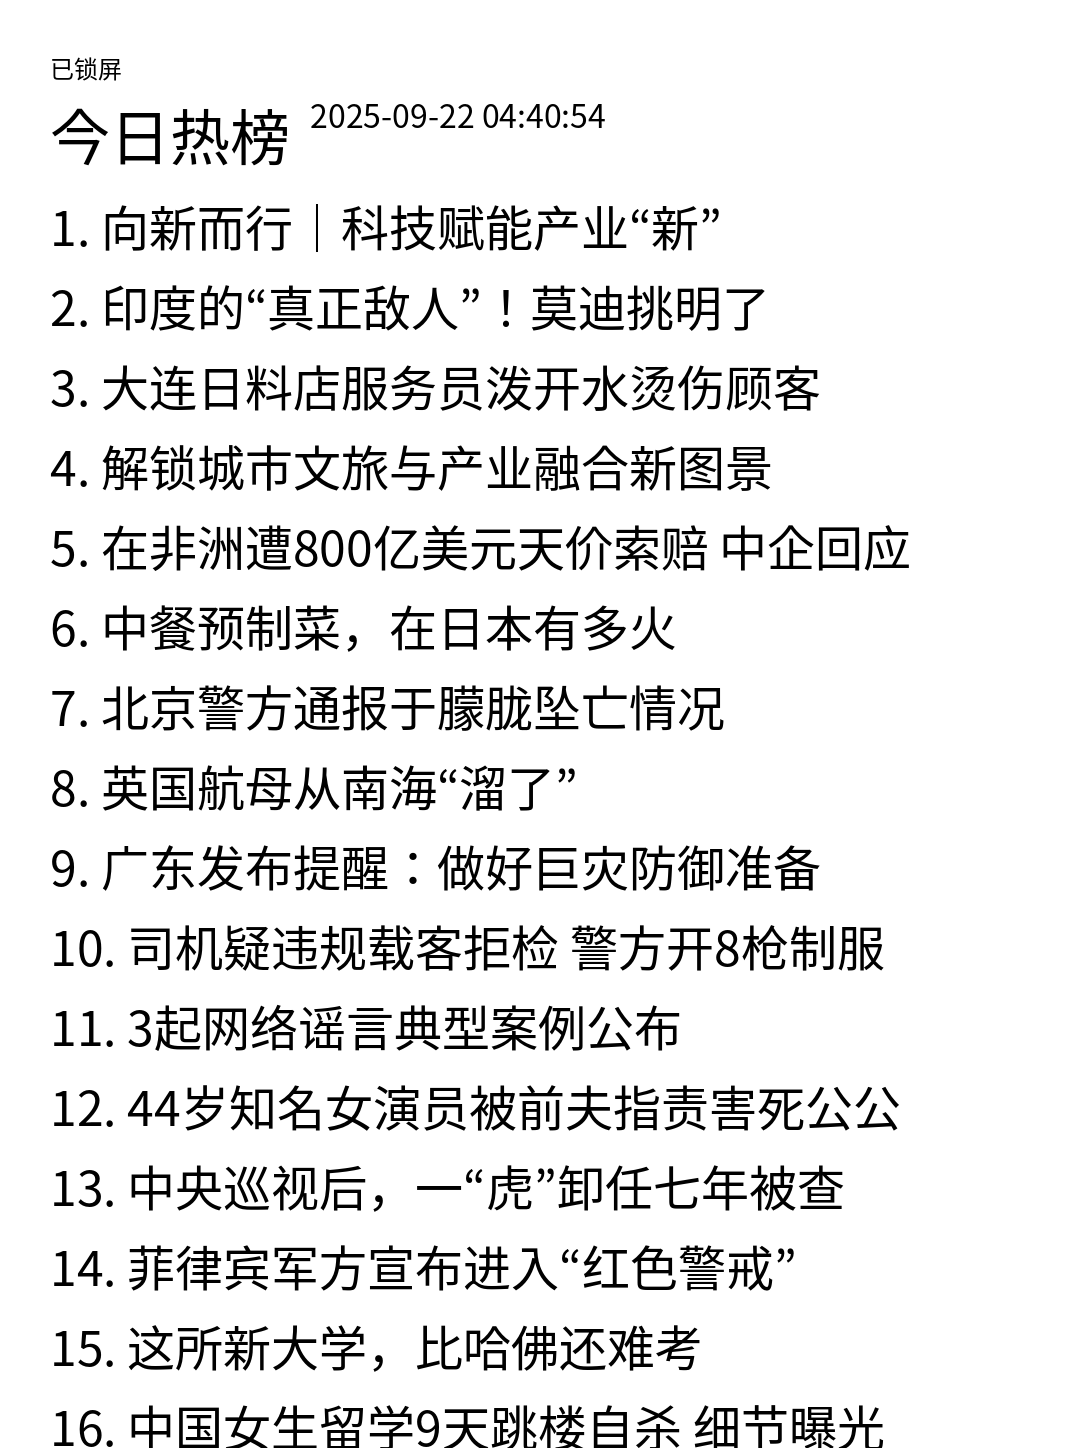 已锁屏
今日热榜 2025-09-22 04:40:54
1. 向新而行｜科技赋能产业“新”
2. 印度的“真正敌人”！莫迪挑明了
3. 大连日料店服务员泼开水烫伤顾客
4. 解锁城市文旅与产业融合新图景
5. 在非洲遭800亿美元天价索赔 中企回应
6. 中餐预制菜，在日本有多火
7. 北京警方通报于朦胧坠亡情况
8. 英国航母从南海“溜了”
9. 广东发布提醒：做好巨灾防御准备
10. 司机疑违规载客拒检 警方开8枪制服
11. 3起网络谣言典型案例公布
12. 44岁知名女演员被前夫指责害死公公
13. 中央巡视后，一“虎”卸任七年被查
14. 菲律宾军方宣布进入“红色警戒”
15. 这所新大学，比哈佛还难考
16. 中国女生留学9天跳楼自杀 细节曝光